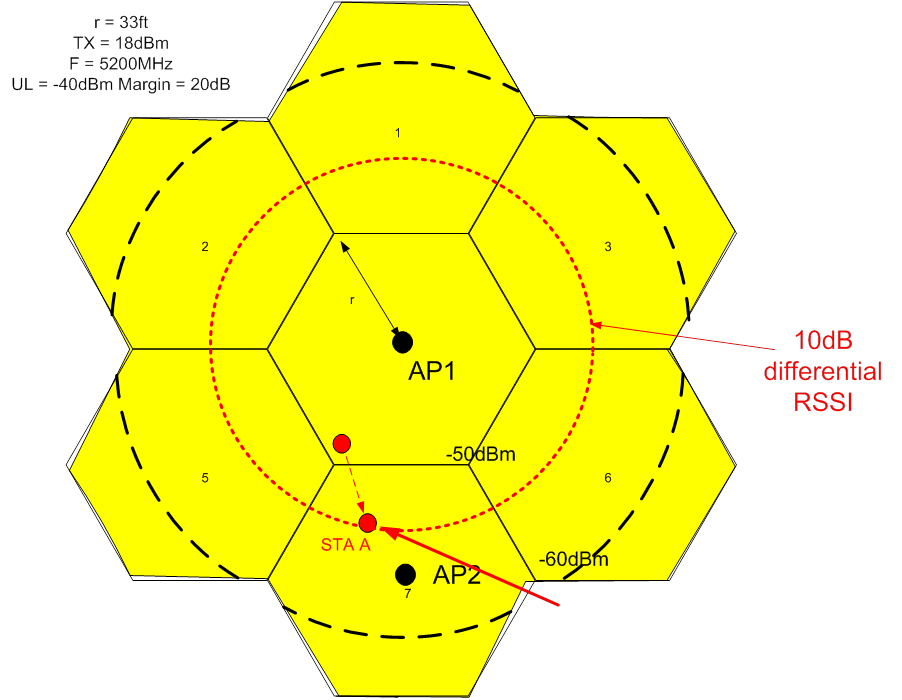 r = 33ft
TX = 18dBm
F = 5200MHz
UL = -40dBm Margin = 20dB
1
2
3
r
AP1
10dB
differential
RSSI
-50dBm
5
6
STA A
-60dBm
AP2
7